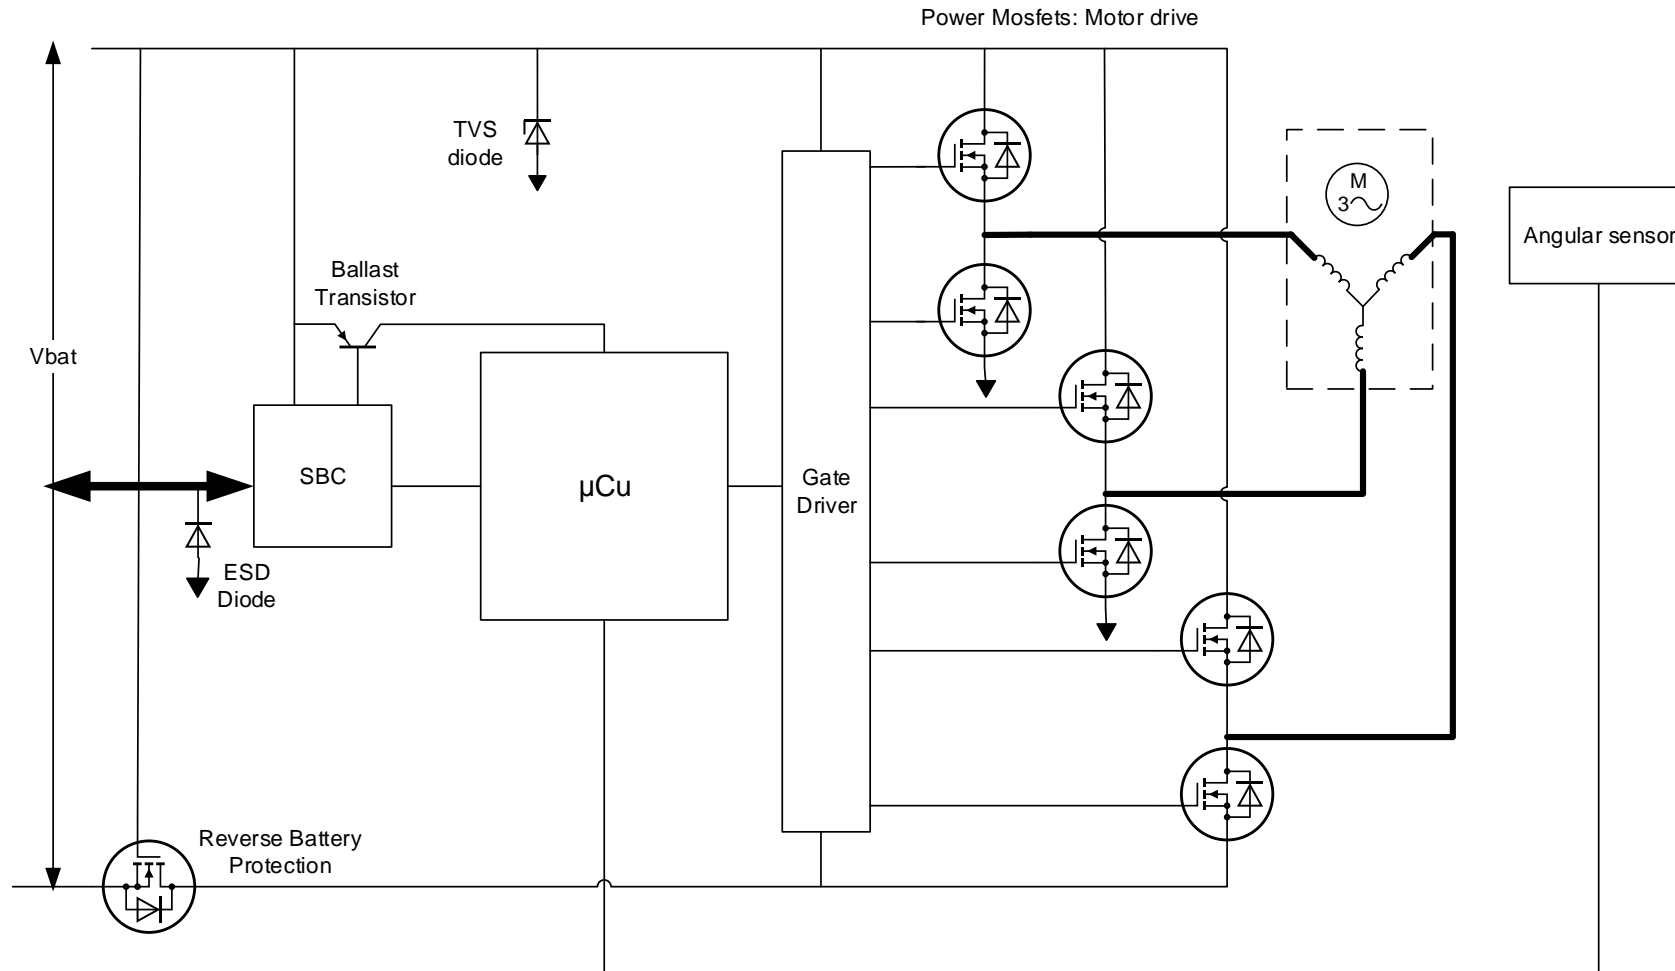 Power Mosfets: Motor drive
TVS
diode
M
3
Angular sensor
Ballast
Transistor
Vbat
SBC
µCu
Gate
Driver
ESD
Diode
Reverse Battery
Protection